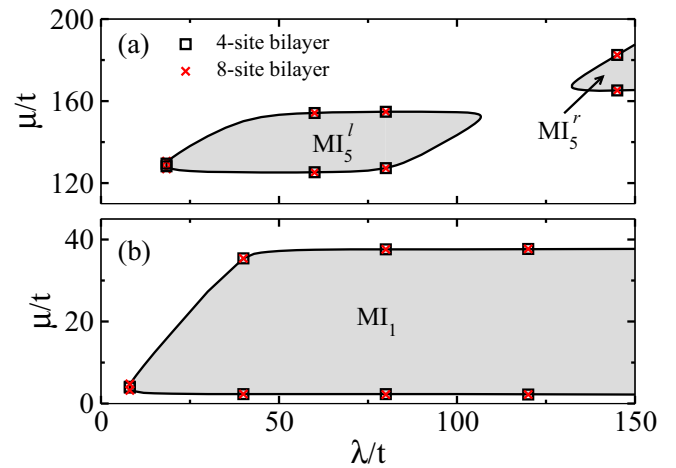 200
160
120
μ/t
(a)
4-site bilayer
8-site bilayer
MI₅ˡ
MI₅ʳ
40
20
0
μ/t
(b)
MI₁
0 50 100 150
λ/t